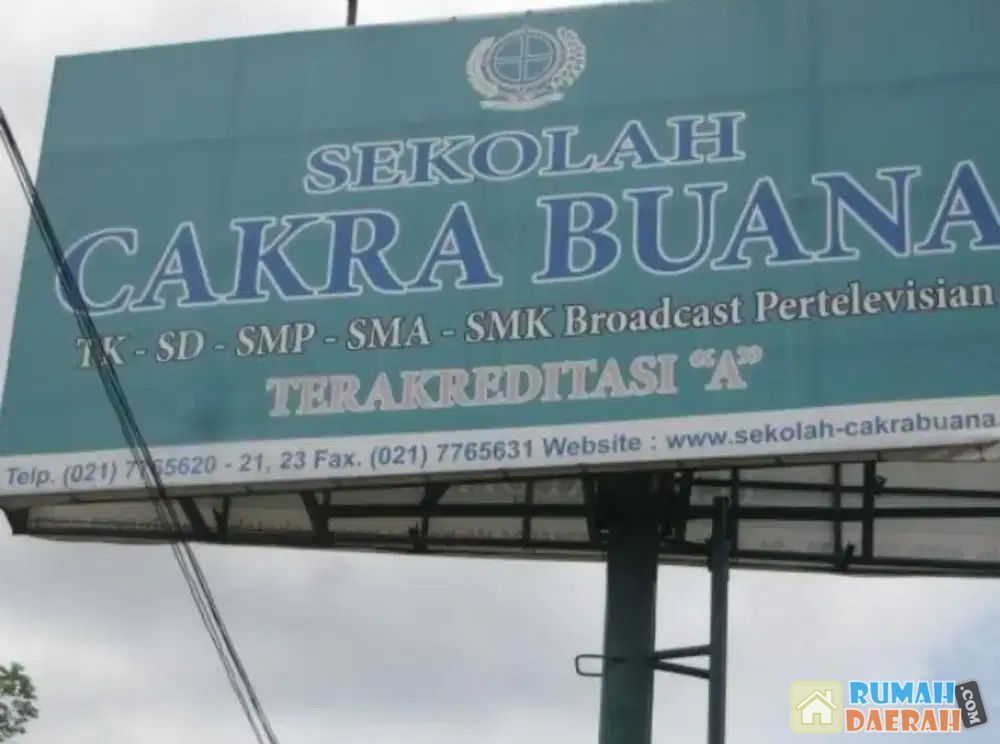 SEKOLAH
CAKRA BUANA
TK - SD - SMP - SMA - SMK Broadcast Pertelevisian
TERAKREDITASI "A"
Telp. (021) 7765620 - 21, 23 Fax. (021) 7765631 Website : www.sekolah-cakrabuana.
RUMAH
DAERAH
.COM